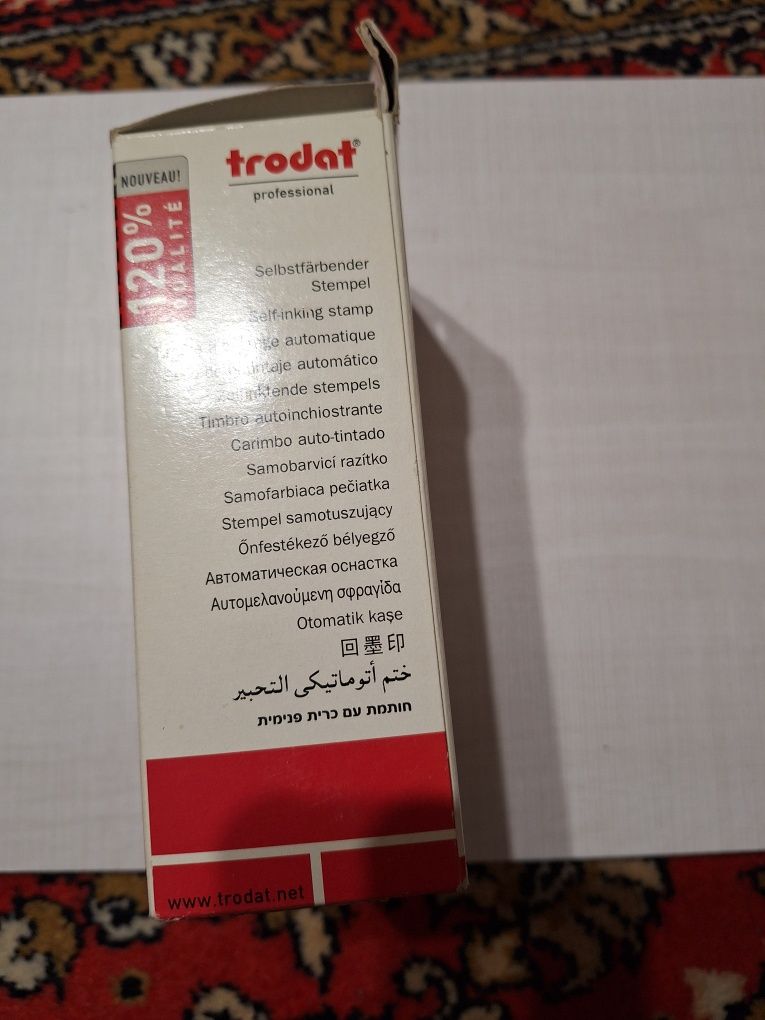 NOUVEAU!
120%
QUALITÉ
trodat®
professional
Selbstfärbender
Stempel
Self-inking stamp
automatique
automático
stempels
Timbro autoinchiostrante
Carimbo auto-tintado
Samobarvicí razítko
Samofarbiaca pečiatka
Stempel samotuszujący
Önfestékező bélyegző
Автоматическая оснастка
Αυτομελανούμενη σφραγίδα
Otomatik kaşe
回墨印
ختم أتوماتيكى التحبير
חותמת עם כרית פנימית
www.trodat.net